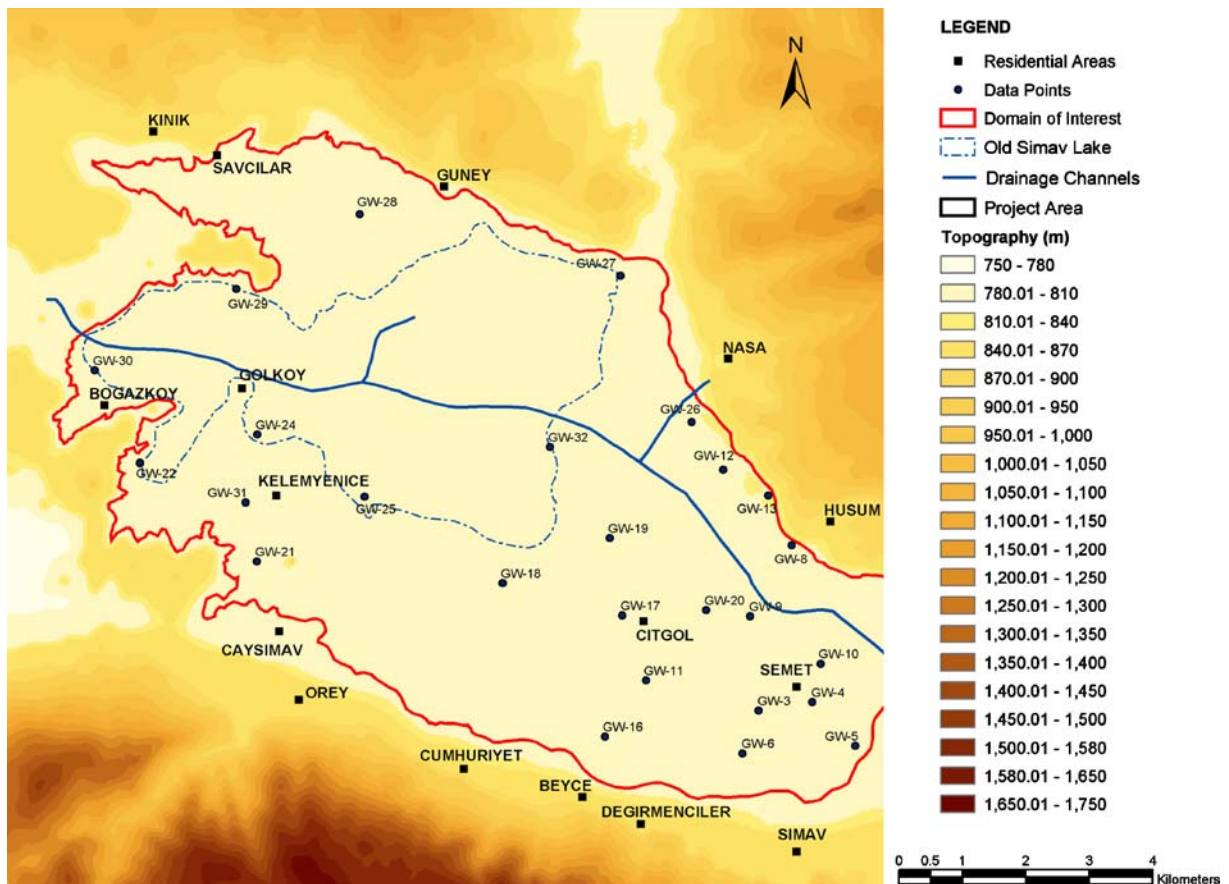 N
KINIK
SAVCILAR
GUNEY
GW-28
GW-27
GW-29
NASA
GW-30
GOLKOY
BOGAZKOY
GW-26
GW-24
GW-32
GW-22
GW-12
KELEMYENICE
GW-31
GW-25
GW-13
HUSUM
GW-19
GW-8
GW-21
GW-18
GW-17
GW-20
GW-9
CITGOL
CAYSIMAV
GW-10
GW-11
SEMET
OREY
GW-3
GW-4
GW-16
GW-6
GW-5
CUMHURIYET
BEYCE
DEGIRMENCILER
SIMAV
LEGEND
Residential Areas
Data Points
Domain of Interest
Old Simav Lake
Drainage Channels
Project Area
Topography (m)
750 - 780
780.01 - 810
810.01 - 840
840.01 - 870
870.01 - 900
900.01 - 950
950.01 - 1,000
1,000.01 - 1,050
1,050.01 - 1,100
1,100.01 - 1,150
1,150.01 - 1,200
1,200.01 - 1,250
1,250.01 - 1,300
1,300.01 - 1,350
1,350.01 - 1,400
1,400.01 - 1,450
1,450.01 - 1,500
1,500.01 - 1,580
1,580.01 - 1,650
1,650.01 - 1,750
0 0.5 1 2 3 4
Kilometers